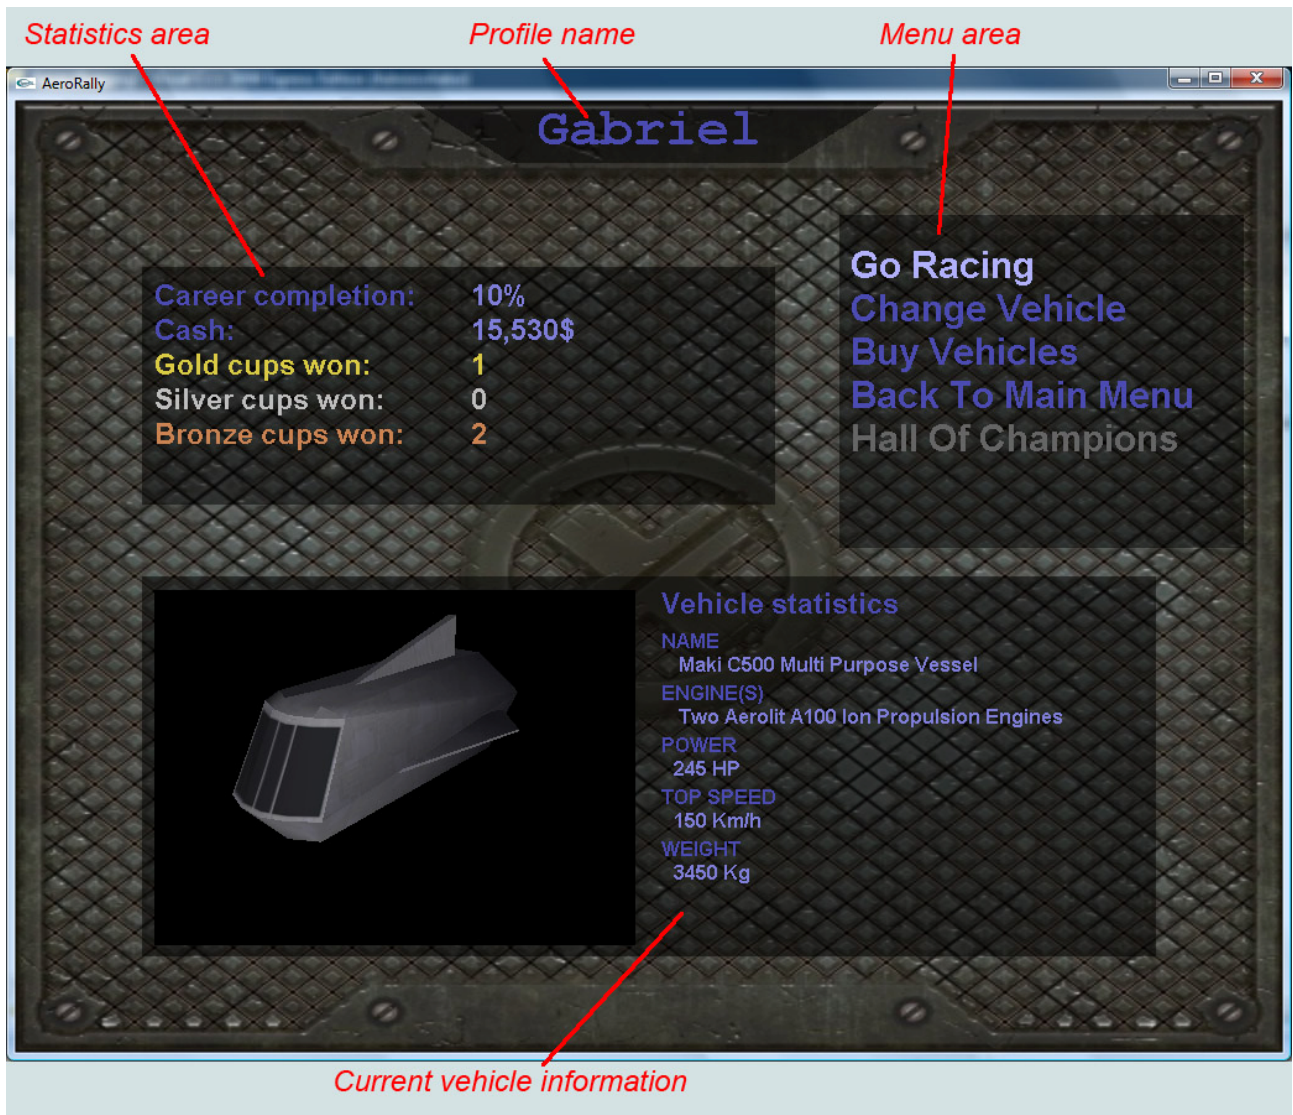 Statistics area
Profile name
Menu area
AeroRally
Gabriel
Career completion: 10%
Cash: 15,530$
Gold cups won: 1
Silver cups won: 0
Bronze cups won: 2
Go Racing
Change Vehicle
Buy Vehicles
Back To Main Menu
Hall Of Champions
Vehicle statistics
NAME
Maki C500 Multi Purpose Vessel
ENGINE(S)
Two Aerolit A100 Ion Propulsion Engines
POWER
245 HP
TOP SPEED
150 Km/h
WEIGHT
3450 Kg
Current vehicle information